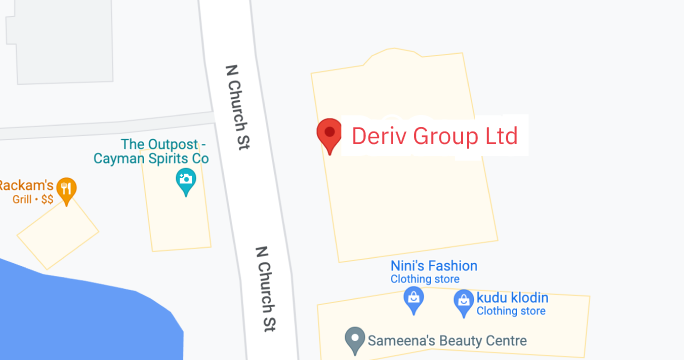 N Church St
Deriv Group Ltd
The Outpost -
Cayman Spirits Co
Rackam's
Grill • $$
N Church St
Nini's Fashion
Clothing store
kudu klodin
Clothing store
Sameena's Beauty Centre